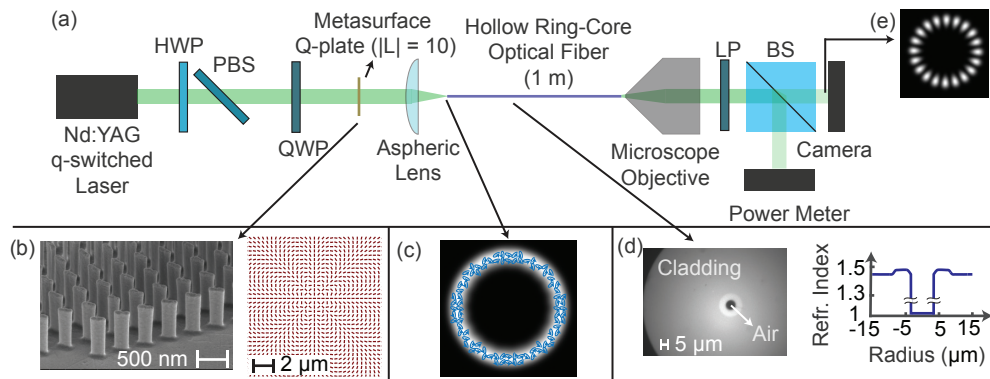 (a)
HWP
PBS
Metasurface
Q-plate (|L| = 10)
Hollow Ring-Core
Optical Fiber
(1 m)
LP
BS
(e)
Nd:YAG
q-switched
Laser
QWP
Aspheric
Lens
Microscope
Objective
Camera
Power Meter
(b)
500 nm
2 µm
(c)
(d)
Cladding
Air
5 µm
Refr. Index
1.5
1.3
1
-15
-5
5
15
Radius (µm)